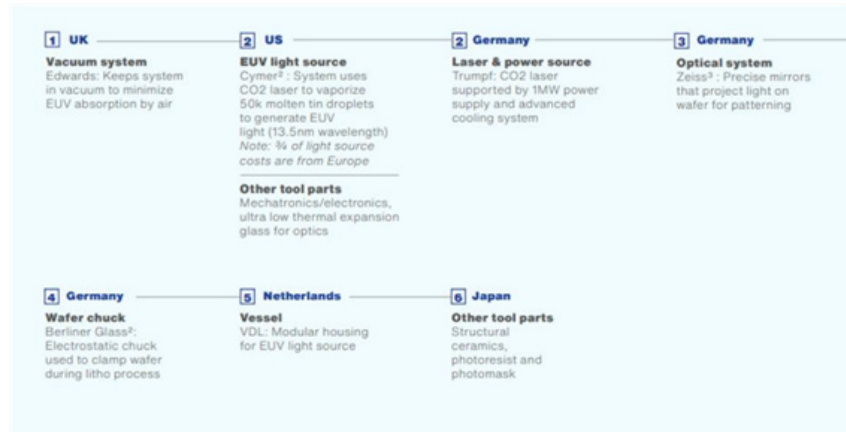 1 UK
Vacuum system
Edwards: Keeps system
in vacuum to minimize
EUV absorption by air
2 US
EUV light source
Cymer² : System uses
CO2 laser to vaporize
50k molten tin droplets
to generate EUV
light (13.5nm wavelength)
Note: ¾ of light source
costs are from Europe
Other tool parts
Mechatronics/electronics,
ultra low thermal expansion
glass for optics
2 Germany
Laser & power source
Trumpf: CO2 laser
supported by 1MW power
supply and advanced
cooling system
3 Germany
Optical system
Zeiss³ : Precise mirrors
that project light on
wafer for patterning
4 Germany
Wafer chuck
Berliner Glass²:
Electrostatic chuck
used to clamp wafer
during litho process
5 Netherlands
Vessel
VDL: Modular housing
for EUV light source
6 Japan
Other tool parts
Structural
ceramics,
photoresist and
photomask